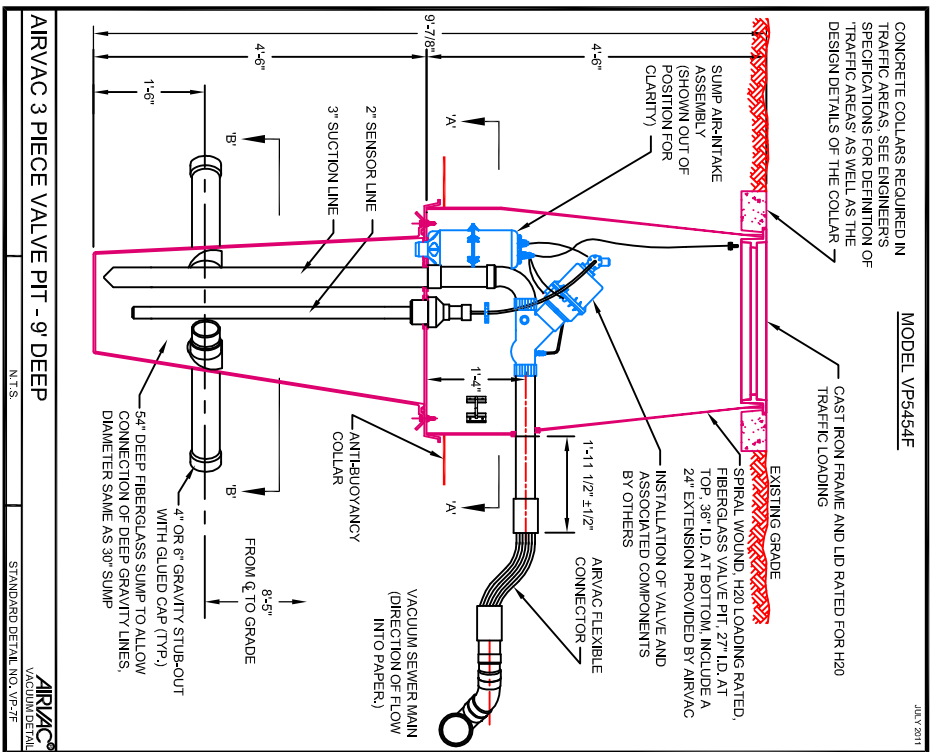 JULY 2011
MODEL VP5454F
CONCRETE COLLARS REQUIRED IN
TRAFFIC AREAS, SEE ENGINEER'S
SPECIFICATIONS FOR DEFINITION OF
'TRAFFIC AREAS' AS WELL AS THE
DESIGN DETAILS OF THE COLLAR
CAST IRON FRAME AND LID RATED FOR H20
TRAFFIC LOADING
EXISTING GRADE
SPIRAL WOUND, H20 LOADING RATED,
FIBERGLASS VALVE PIT, 27" I.D. AT
TOP, 36" I.D. AT BOTTOM, INCLUDE A
24" EXTENSION PROVIDED BY AIRVAC
SUMP AIR-INTAKE
ASSEMBLY
(SHOWN OUT OF
POSITION FOR
CLARITY)
INSTALLATION OF VALVE AND
ASSOCIATED COMPONENTS
BY OTHERS
4'-6"
9'-7/8"
4'-6"
1'-6"
1'-4"
1'-11 1/2" ±1/2"
AIRVAC FLEXIBLE
CONNECTOR
VACUUM SEWER MAIN
(DIRECTION OF FLOW
INTO PAPER.)
'A'
'A'
ANTI-BUOYANCY
COLLAR
2" SENSOR LINE
3" SUCTION LINE
'B'
'B'
8'-5"
FROM ℄ TO GRADE
4" OR 6" GRAVITY STUB-OUT
WITH GLUED CAP (TYP.)
54" DEEP FIBERGLASS SUMP TO ALLOW
CONNECTION OF DEEP GRAVITY LINES,
DIAMETER SAME AS 30" SUMP
AIRVAC 3 PIECE VALVE PIT - 9' DEEP
N.T.S.
STANDARD DETAIL NO. VP-7F
AIRVAC®
VACUUM DETAIL